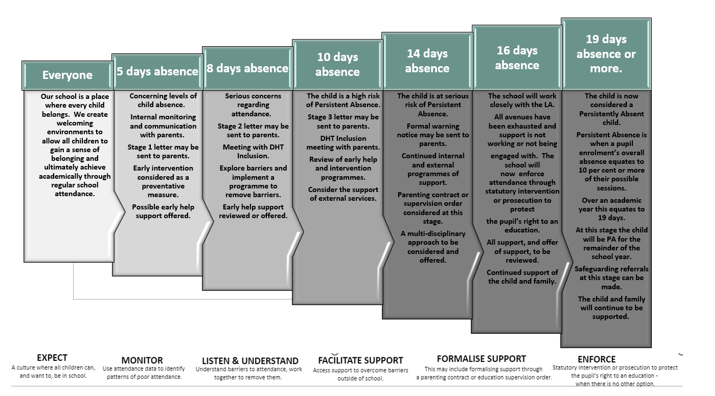 Everyone
Our school is a place
where every child
belongs. We create
welcoming
environments to
allow all children to
gain a sense of
belonging and
ultimately achieve
academically through
regular school
attendance.
5 days absence
Concerning levels of
child absence.
Internal monitoring
and communication
with parents.
Stage 1 letter may be
sent to parents.
Early intervention
considered as a
preventative
measure.
Possible early help
support offered.
8 days absence
Serious concerns
regarding
attendance.
Stage 2 letter may be
sent to parents.
Meeting with DHT
Inclusion.
Explore barriers and
implement a
programme to
remove barriers.
Early help support
reviewed or offered.
10 days
absence
The child is a high risk
of Persistent Absence.
Stage 3 letter may be
sent to parents.
DHT Inclusion
meeting with parents.
Review of early help
and intervention
programmes.
Consider the support
of external services.
14 days
absence
The child is at serious
risk of Persistent
Absence.
Formal warning
notice may be sent to
parents.
Continued internal
and external
programmes of
support.
Parenting contract or
supervision order
considered at this
stage.
A multi-disciplinary
approach to be
considered and
offered.
16 days
absence
The school will work
closely with the LA.
All avenues have
been exhausted and
support is not
working or not being
engaged with. The
school will
now enforce
attendance through
statutory intervention
or prosecution to
protect
the pupil's right to an
education.
All support, and offer
of support, to be
reviewed.
Continued support of
the child and family.
19 days
absence or
more.
The child is now
considered a
Persistently Absent
child.
Persistent Absence is
when a pupil
enrolment's overall
absence equates to
10 per cent or more
of their possible
sessions.
Over an academic
year this equates to
19 days.
At this stage the child
will be PA for the
remainder of the
school year.
Safeguarding referrals
at this stage can be
made.
The child and family
will continue to be
supported.
EXPECT
A culture where all children can,
and want to, be in school.
MONITOR
Use attendance data to identify
patterns of poor attendance.
LISTEN & UNDERSTAND
Understand barriers to attendance, work
together to remove them.
FACILITATE SUPPORT
Access support to overcome barriers
outside of school.
FORMALISE SUPPORT
This may include formalising support through
a parenting contract or education supervision order.
ENFORCE
Statutory intervention or prosecution to protect
the pupil's right to an education -
when there is no other option.